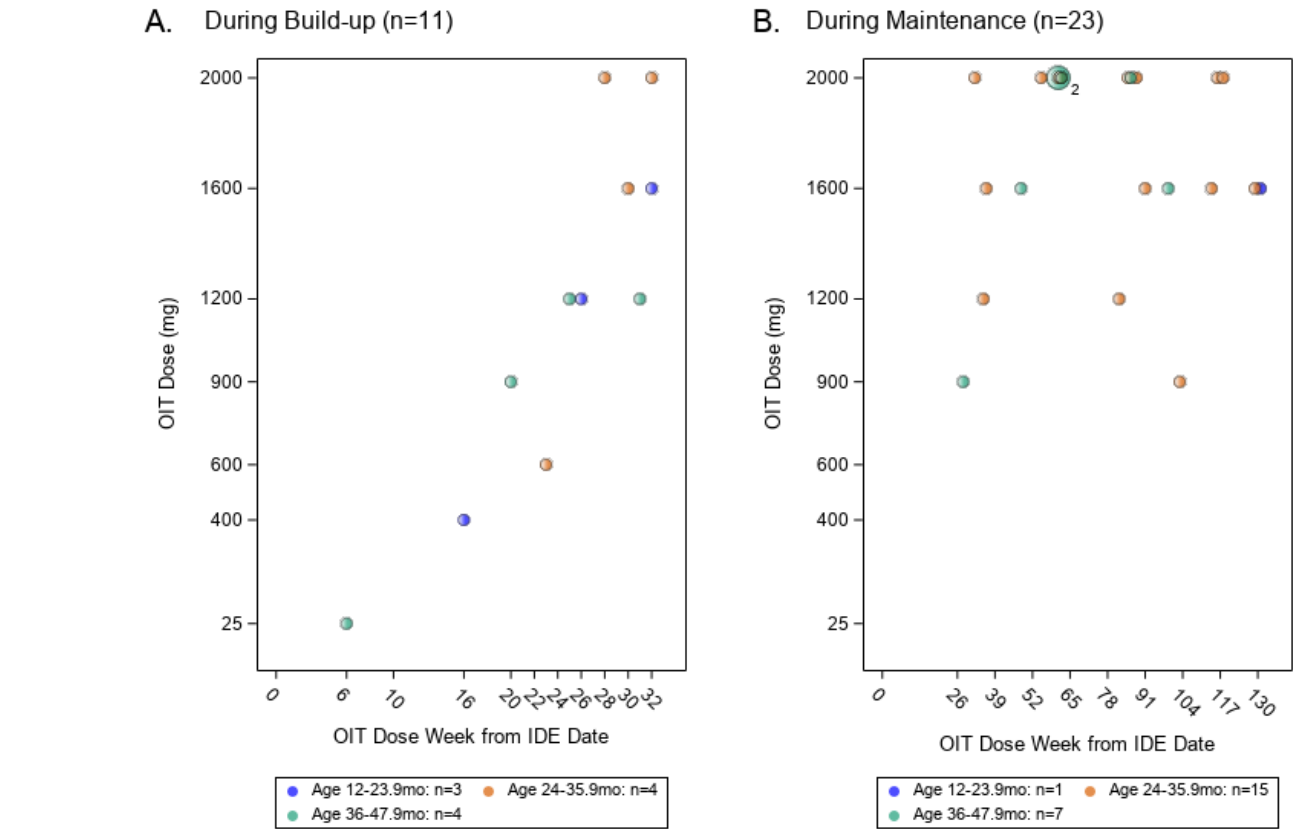 A. During Build-up (n=11)
2000
1600
1200
900
600
400
25
OIT Dose (mg)
0 6 10 16 20 22 24 26 28 30 32
OIT Dose Week from IDE Date
Age 12-23.9mo: n=3 Age 24-35.9mo: n=4
Age 36-47.9mo: n=4
B. During Maintenance (n=23)
2000
1600
1200
900
600
400
25
OIT Dose (mg)
2
0 26 39 52 65 78 91 104 117 130
OIT Dose Week from IDE Date
Age 12-23.9mo: n=1 Age 24-35.9mo: n=15
Age 36-47.9mo: n=7